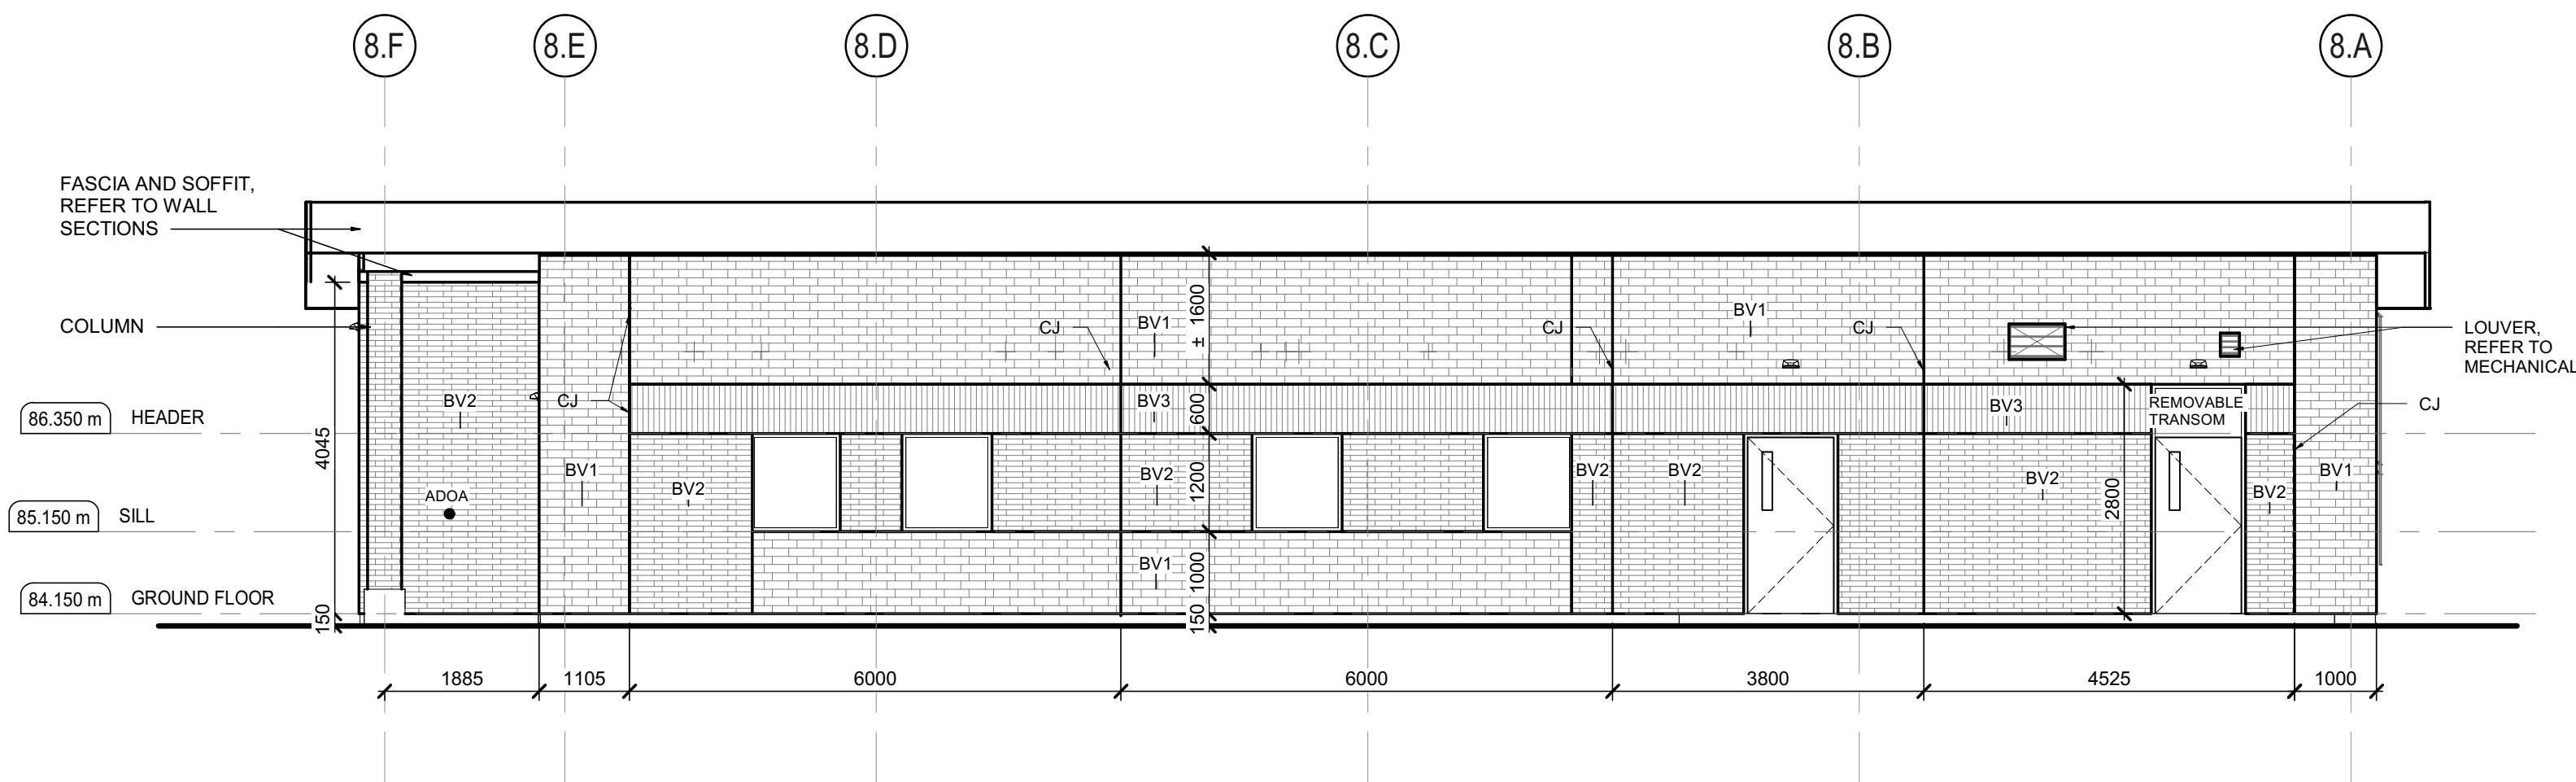 8.F
8.E
8.D
8.C
8.B
8.A
FASCIA AND SOFFIT,
REFER TO WALL
SECTIONS
COLUMN
86.350 m
HEADER
85.150 m
SILL
84.150 m
GROUND FLOOR
4045
150
BV2
ADOA
BV1
CJ
BV2
CJ
BV1
± 1600
BV3
600
BV2
1200
BV1
1000
150
CJ
BV2
BV1
BV2
CJ
BV3
REMOVABLE
TRANSOM
BV2
2800
BV2
BV1
CJ
LOUVER,
REFER TO
MECHANICAL
1885
1105
6000
6000
3800
4525
1000